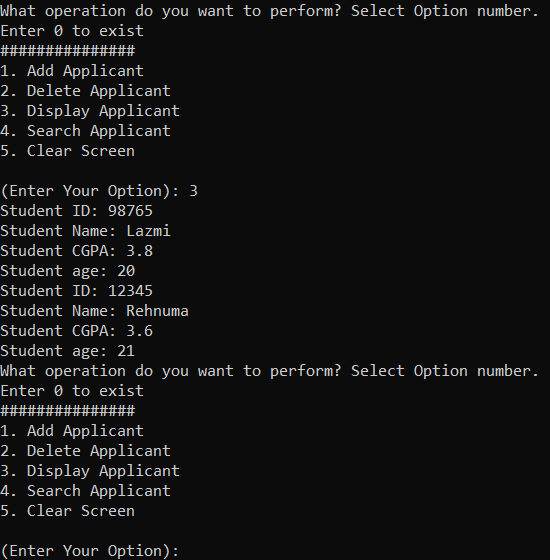 What operation do you want to perform? Select Option number.
Enter 0 to exist
###############
1. Add Applicant
2. Delete Applicant
3. Display Applicant
4. Search Applicant
5. Clear Screen
(Enter Your Option): 3
Student ID: 98765
Student Name: Lazmi
Student CGPA: 3.8
Student age: 20
Student ID: 12345
Student Name: Rehnuma
Student CGPA: 3.6
Student age: 21
What operation do you want to perform? Select Option number.
Enter 0 to exist
###############
1. Add Applicant
2. Delete Applicant
3. Display Applicant
4. Search Applicant
5. Clear Screen
(Enter Your Option):